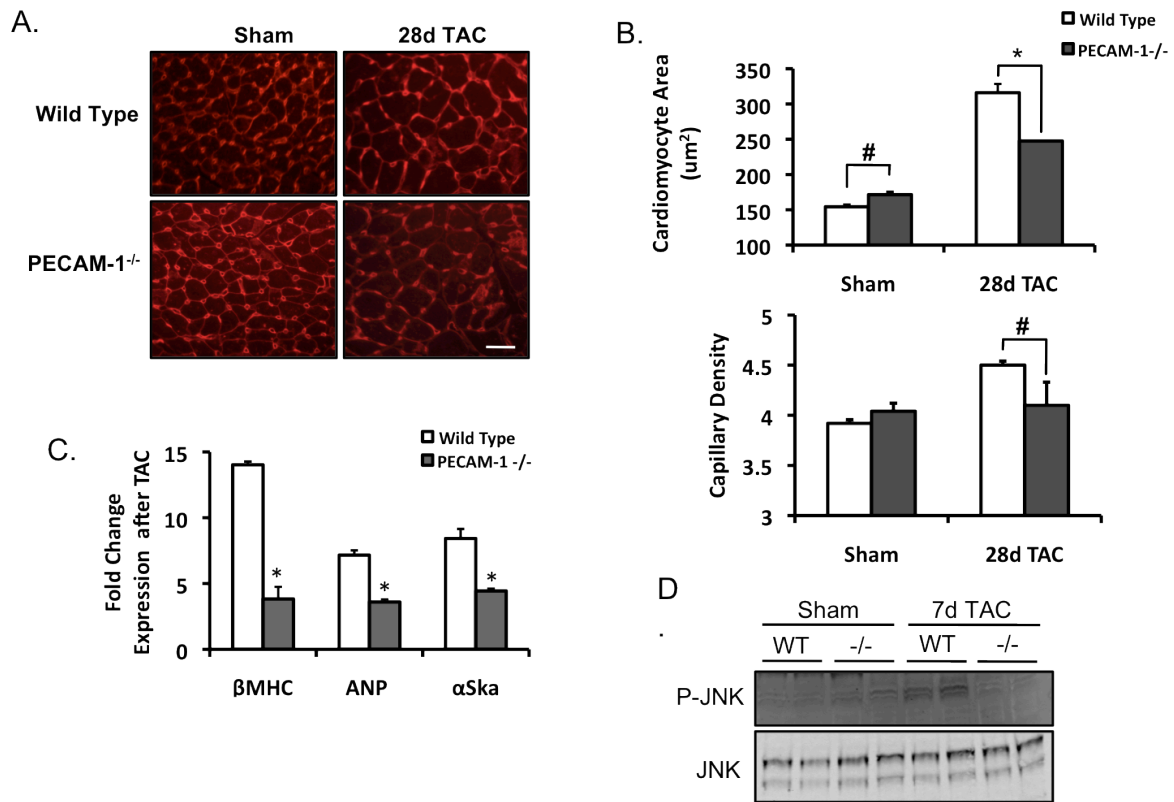 A.
Sham 28d TAC
Wild Type
PECAM-1-/-
B.
Wild Type
PECAM-1-/-
Cardiomyocyte Area
(um²)
350
300
250
200
150
100
#
*
Sham 28d TAC
Capillary Density
5
4.5
4
3.5
3
#
Sham 28d TAC
C.
Wild Type
PECAM-1 -/-
Fold Change
Expression after TAC
15
10
5
0
* * *
βMHC ANP αSka
D
.
Sham 7d TAC
WT -/- WT -/-
P-JNK
JNK